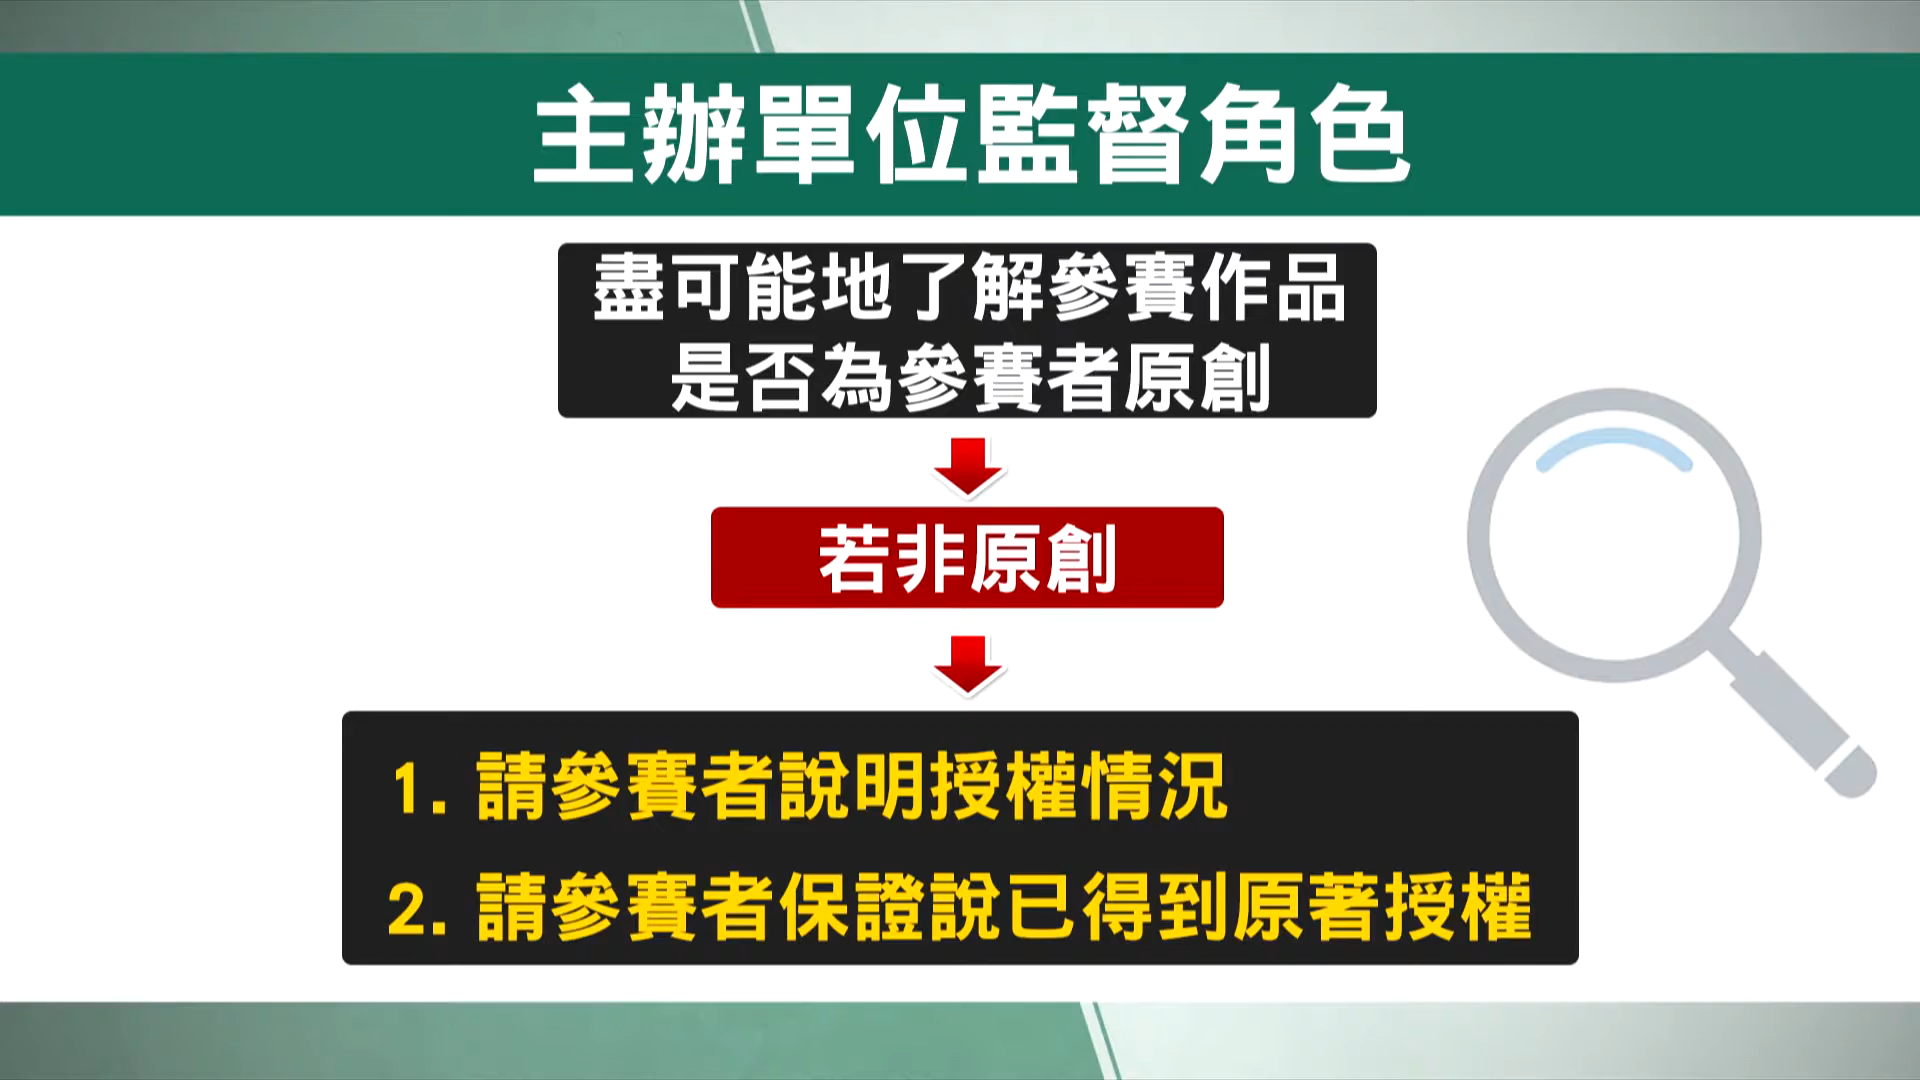 主辦單位監督角色
盡可能地了解參賽作品
是否為參賽者原創
若非原創
1. 請參賽者說明授權情況
2. 請參賽者保證說已得到原著授權